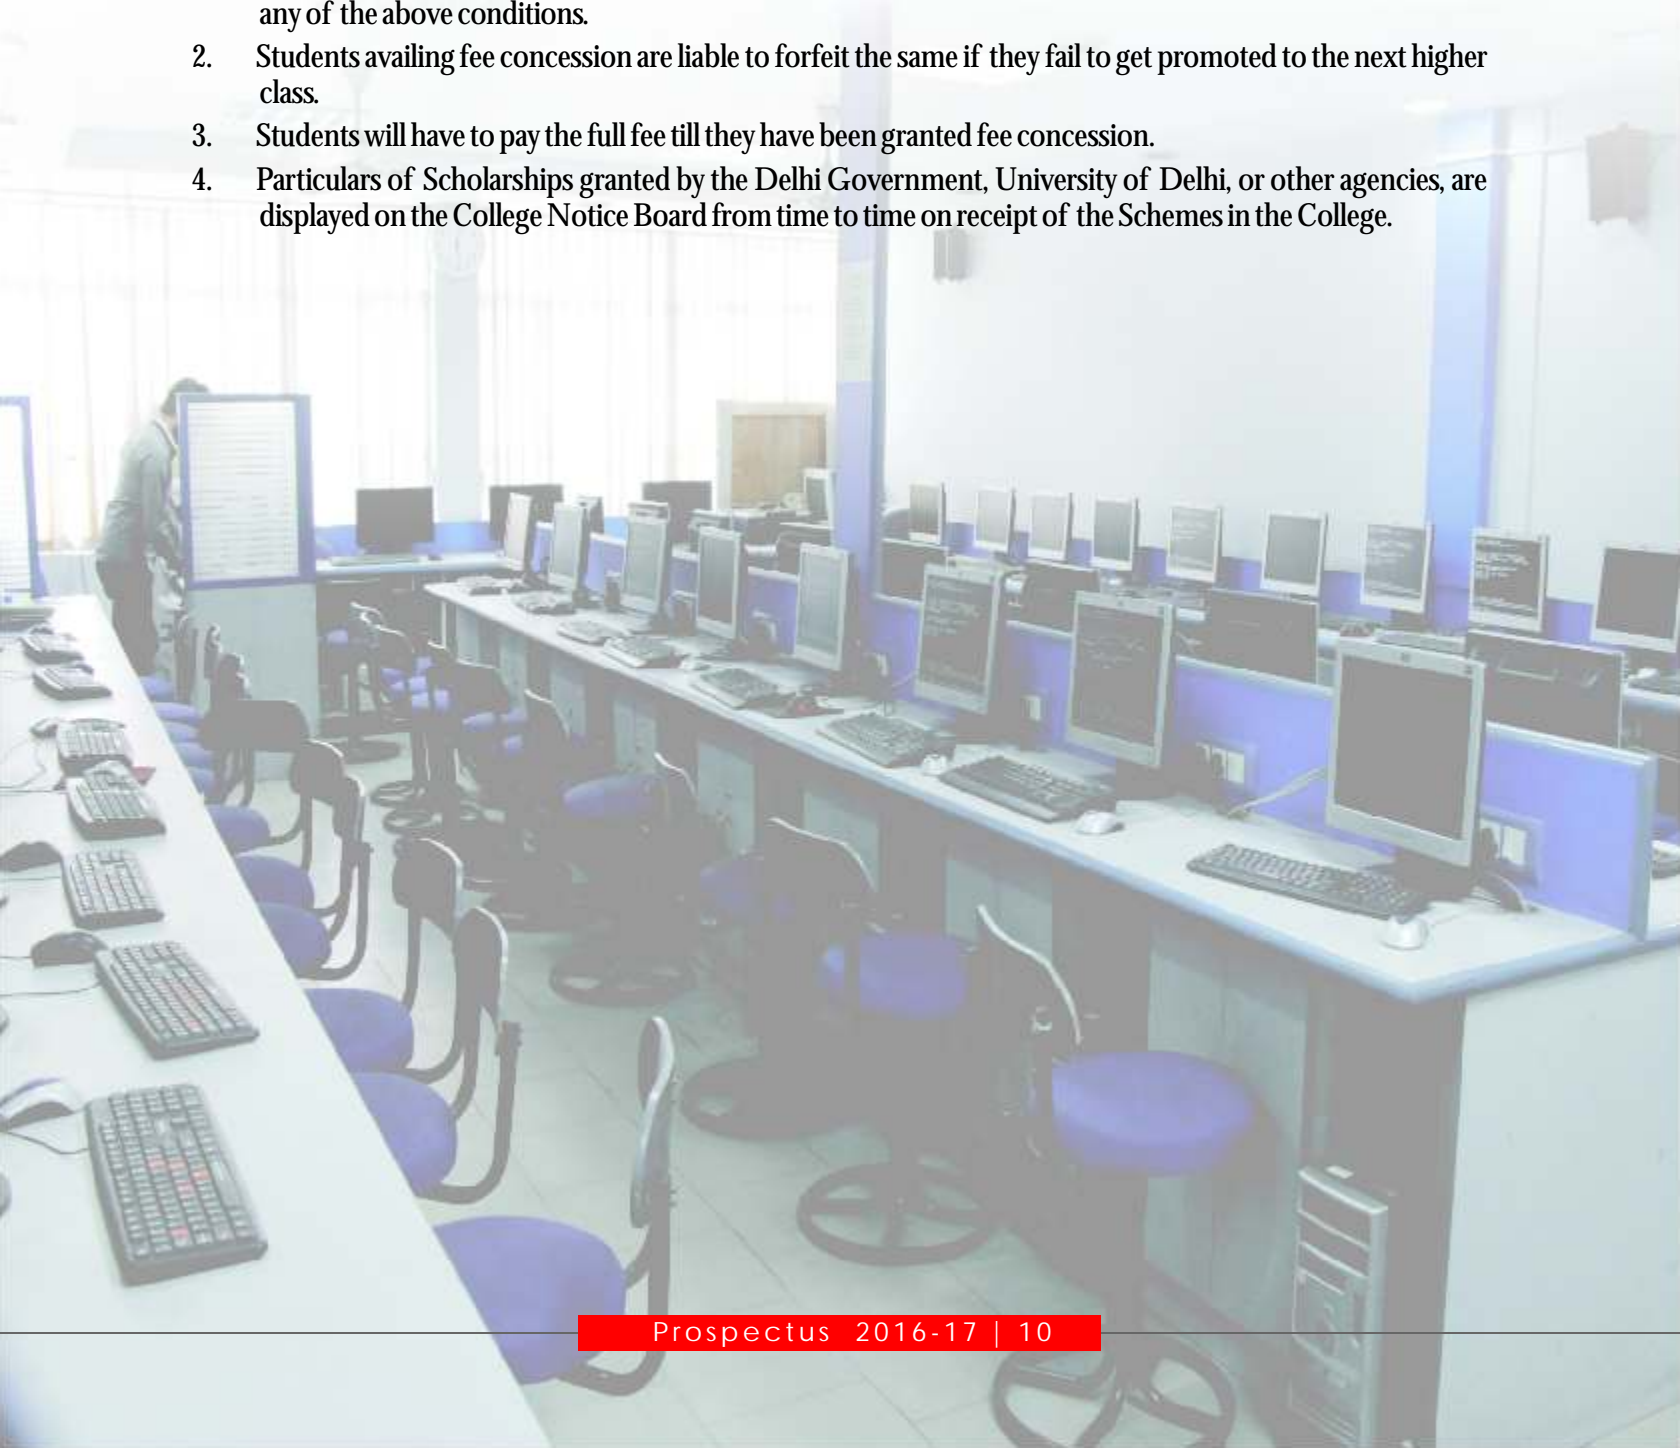 any of the above conditions.
2. Students availing fee concession are liable to forfeit the same if they fail to get promoted to the next higher
class.
3. Students will have to pay the full fee till they have been granted fee concession.
4. Particulars of Scholarships granted by the Delhi Government, University of Delhi, or other agencies, are
displayed on the College Notice Board from time to time on receipt of the Schemes in the College.
Prospectus 2016-17 | 10